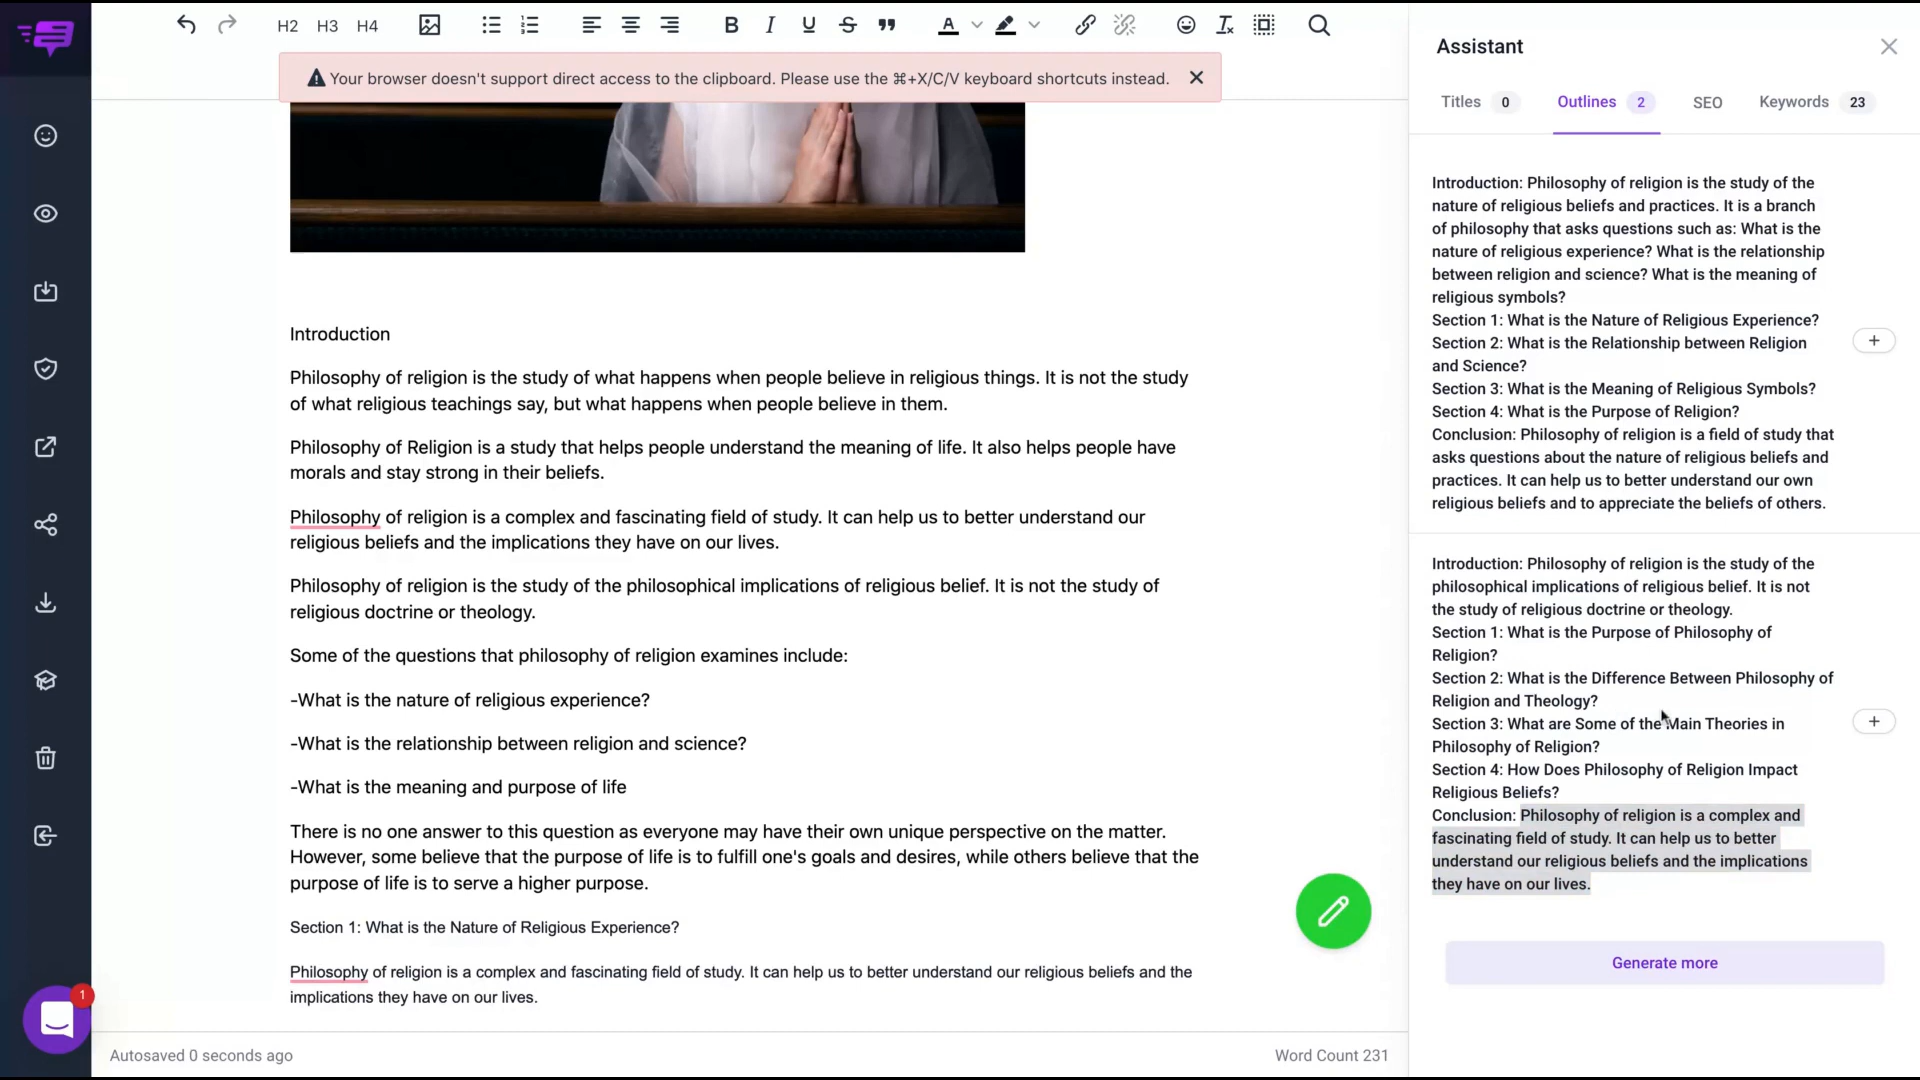 H2 H3 H4 B I U S A
Your browser doesn't support direct access to the clipboard. Please use the ⌘+X/C/V keyboard shortcuts instead.
Introduction
Philosophy of religion is the study of what happens when people believe in religious things. It is not the study
of what religious teachings say, but what happens when people believe in them.
Philosophy of Religion is a study that helps people understand the meaning of life. It also helps people have
morals and stay strong in their beliefs.
Philosophy of religion is a complex and fascinating field of study. It can help us to better understand our
religious beliefs and the implications they have on our lives.
Philosophy of religion is the study of the philosophical implications of religious belief. It is not the study of
religious doctrine or theology.
Some of the questions that philosophy of religion examines include:
-What is the nature of religious experience?
-What is the relationship between religion and science?
-What is the meaning and purpose of life
There is no one answer to this question as everyone may have their own unique perspective on the matter.
However, some believe that the purpose of life is to fulfill one's goals and desires, while others believe that the
purpose of life is to serve a higher purpose.
Section 1: What is the Nature of Religious Experience?
Philosophy of religion is a complex and fascinating field of study. It can help us to better understand our religious beliefs and the
implications they have on our lives.
1
Autosaved 0 seconds ago
Word Count 231
Assistant
Titles 0 Outlines 2 SEO Keywords 23
Introduction: Philosophy of religion is the study of the
nature of religious beliefs and practices. It is a branch
of philosophy that asks questions such as: What is the
nature of religious experience? What is the relationship
between religion and science? What is the meaning of
religious symbols?
Section 1: What is the Nature of Religious Experience?
Section 2: What is the Relationship between Religion
and Science?
Section 3: What is the Meaning of Religious Symbols?
Section 4: What is the Purpose of Religion?
Conclusion: Philosophy of religion is a field of study that
asks questions about the nature of religious beliefs and
practices. It can help us to better understand our own
religious beliefs and to appreciate the beliefs of others.
Introduction: Philosophy of religion is the study of the
philosophical implications of religious belief. It is not
the study of religious doctrine or theology.
Section 1: What is the Purpose of Philosophy of
Religion?
Section 2: What is the Difference Between Philosophy of
Religion and Theology?
Section 3: What are Some of the Main Theories in
Philosophy of Religion?
Section 4: How Does Philosophy of Religion Impact
Religious Beliefs?
Conclusion: Philosophy of religion is a complex and
fascinating field of study. It can help us to better
understand our religious beliefs and the implications
they have on our lives.
Generate more